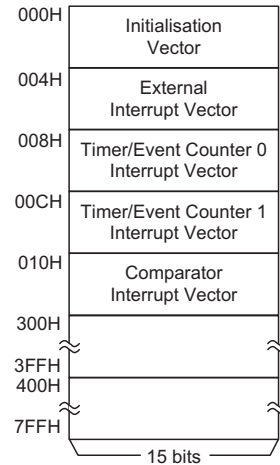 000H
Initialisation
Vector
004H
External
Interrupt Vector
008H
Timer/Event Counter 0
Interrupt Vector
00CH
Timer/Event Counter 1
Interrupt Vector
010H
Comparator
Interrupt Vector
300H
3FFH
400H
7FFH
15 bits